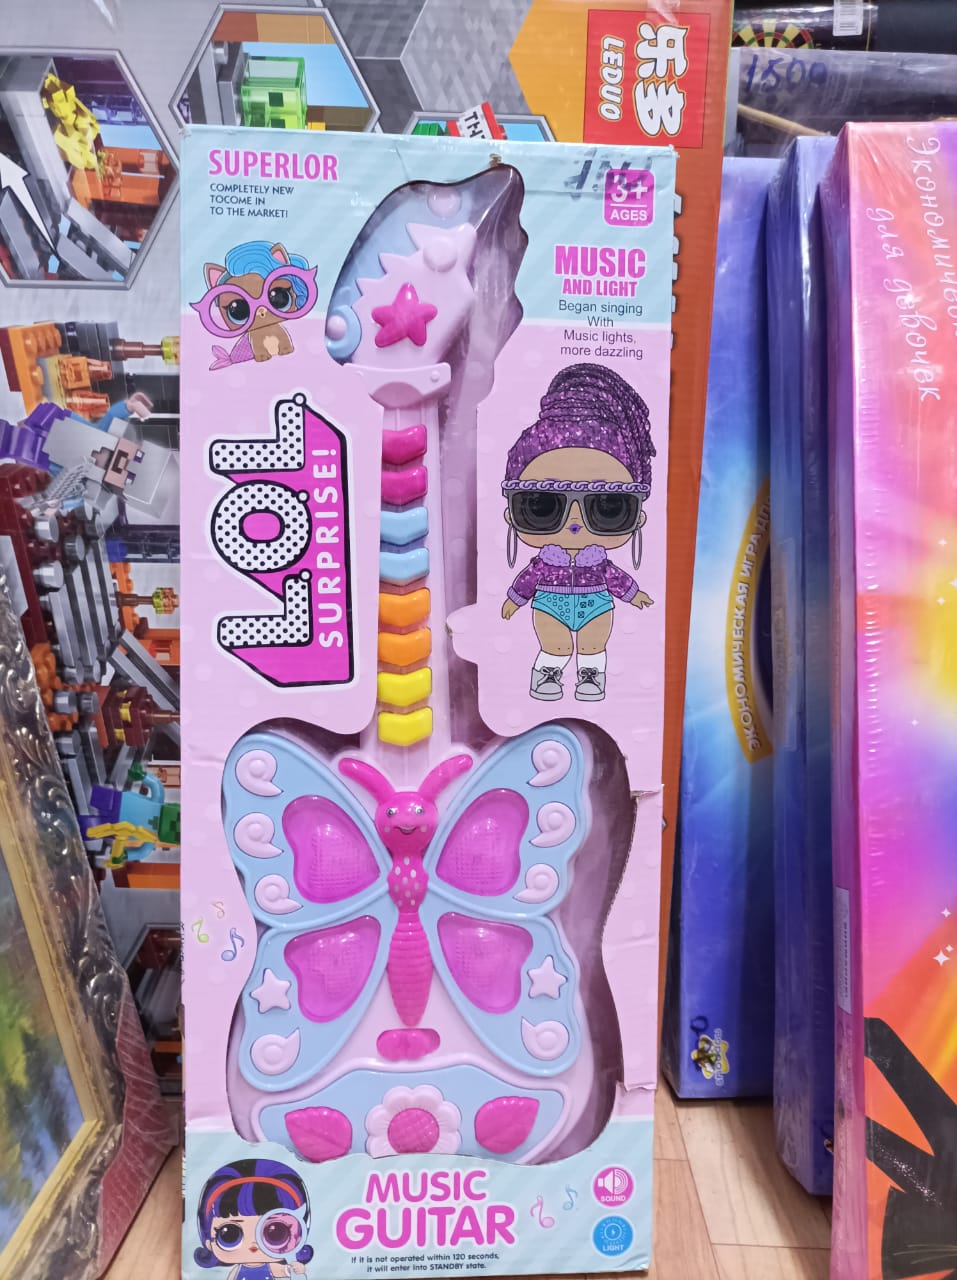 乐多
LEDUO
1500
SUPERLOR
COMPLETELY NEW
TOCOME IN
TO THE MARKET!
3+
AGES
MUSIC
AND LIGHT
Began singing
With
Music lights,
more dazzling
L.O.L
SURPRISE!
MUSIC
GUITAR
If it is not operated within 120 seconds,
it will enter into STANDBY state.
SOUND
LIGHT
ЭКОНОМИЧЕСКАЯ ИГРА ДЛЯ
Экономическая
для девочек